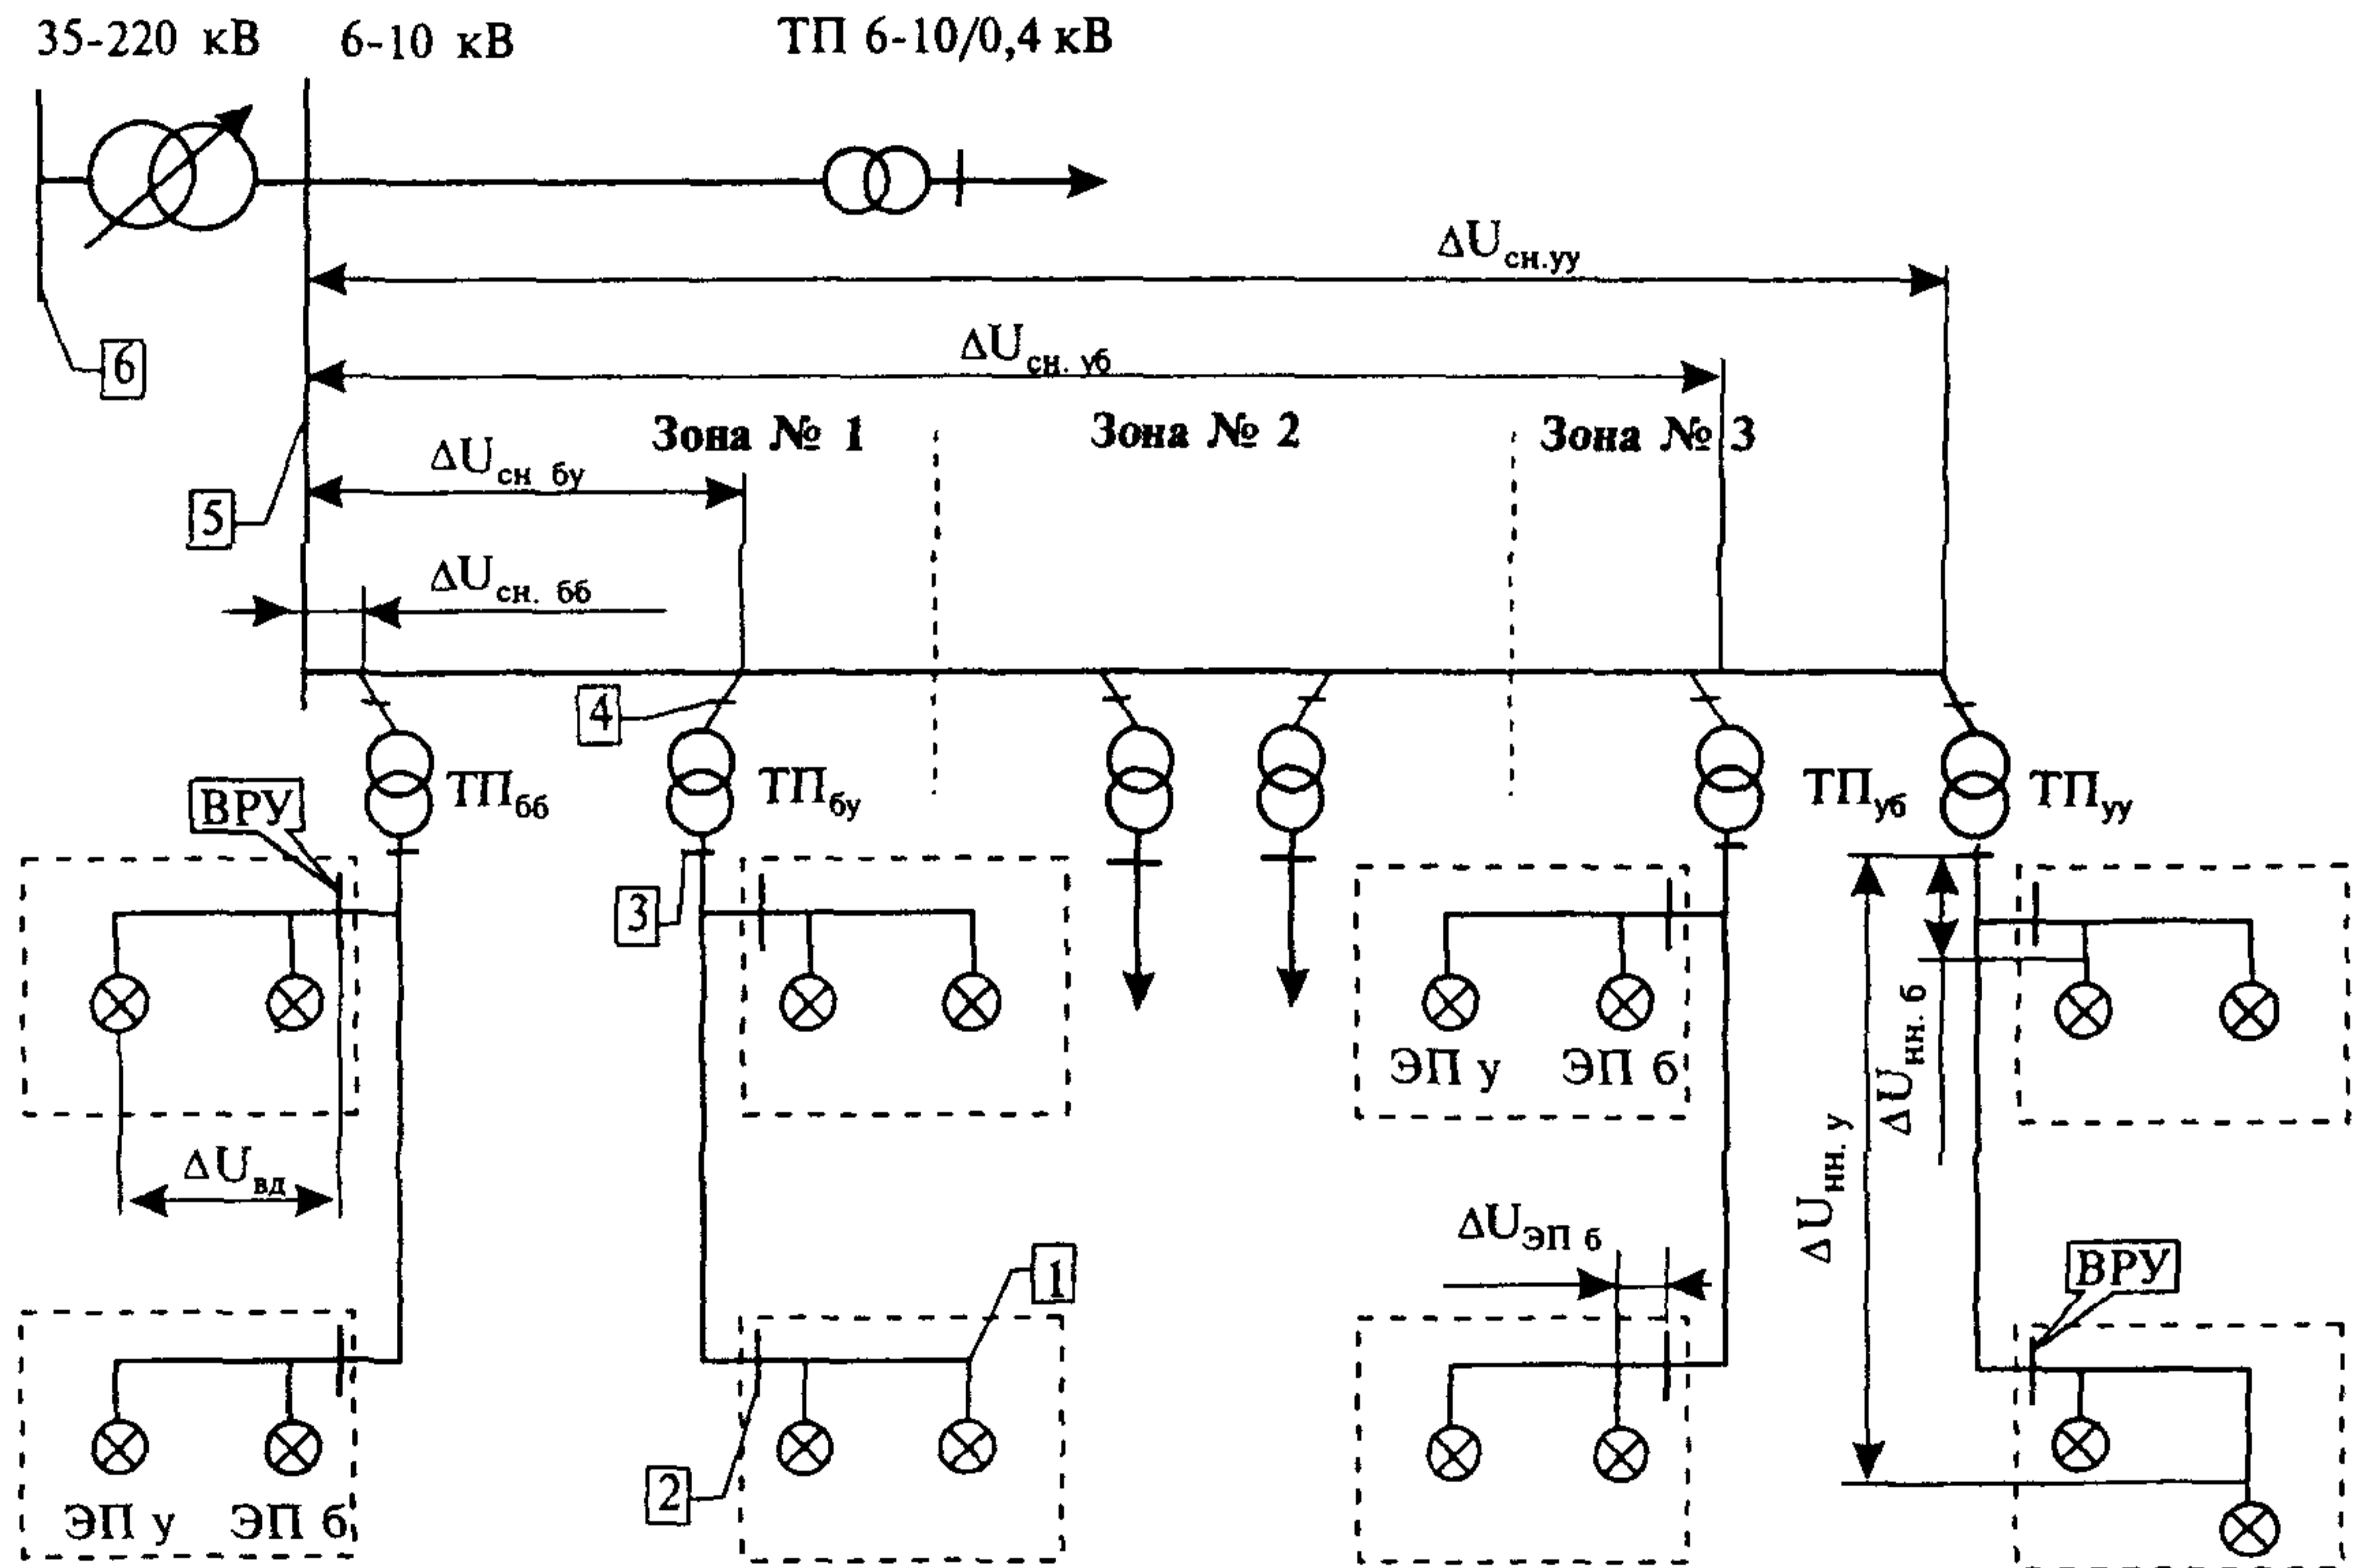 35-220 кВ 6-10 кВ ТП 6-10/0,4 кВ
ΔUсн.уу
ΔUсн. уб
6
Зона № 1 Зона № 2 Зона № 3
ΔUсн бу
5
ΔUсн. бб
4
ВРУ ТПбб ТПбу ТПуб ТПуу
3
ЭП у ЭП б
ΔUнн. б
ΔUвд
ΔUнн. у
ΔUЭП б
1
ВРУ
2
ЭП у ЭП б